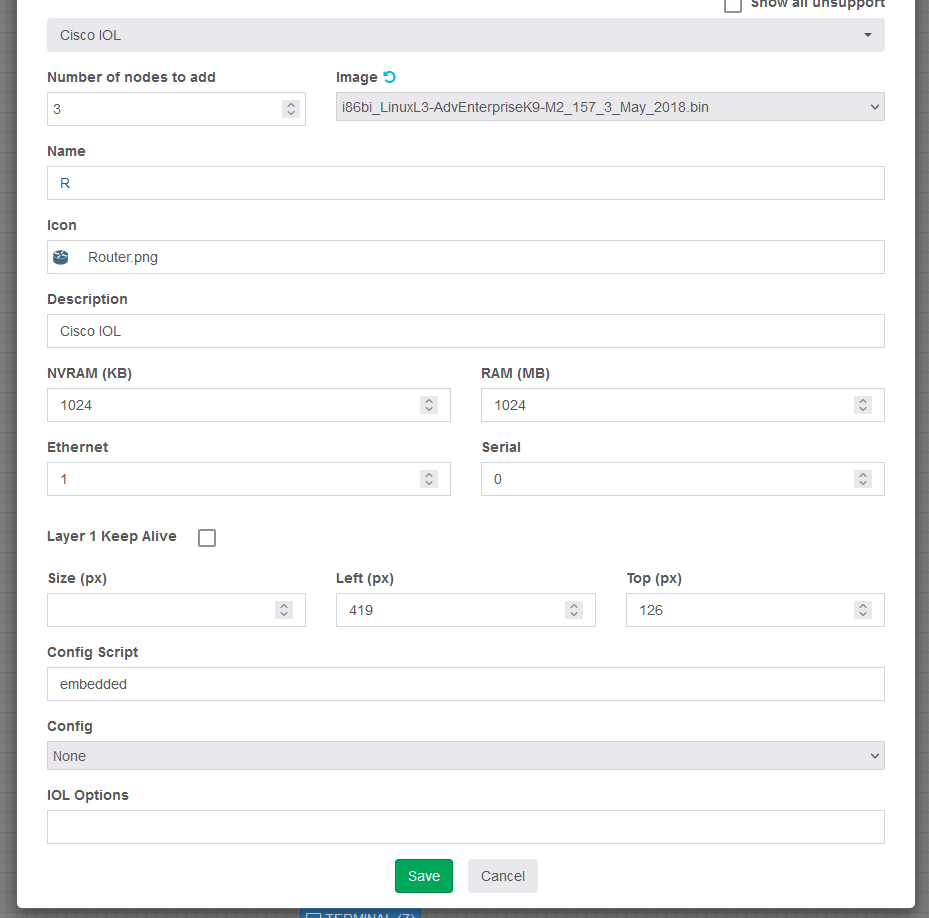 Show all unsupport
Cisco IOL
Number of nodes to add
Image
3
i86bi_LinuxL3-AdvEnterpriseK9-M2_157_3_May_2018.bin
Name
R
Icon
Router.png
Description
Cisco IOL
NVRAM (KB)
RAM (MB)
1024
1024
Ethernet
Serial
1
0
Layer 1 Keep Alive
Size (px)
Left (px)
Top (px)
419
126
Config Script
embedded
Config
None
IOL Options
Save
Cancel
TERMINAL (7)